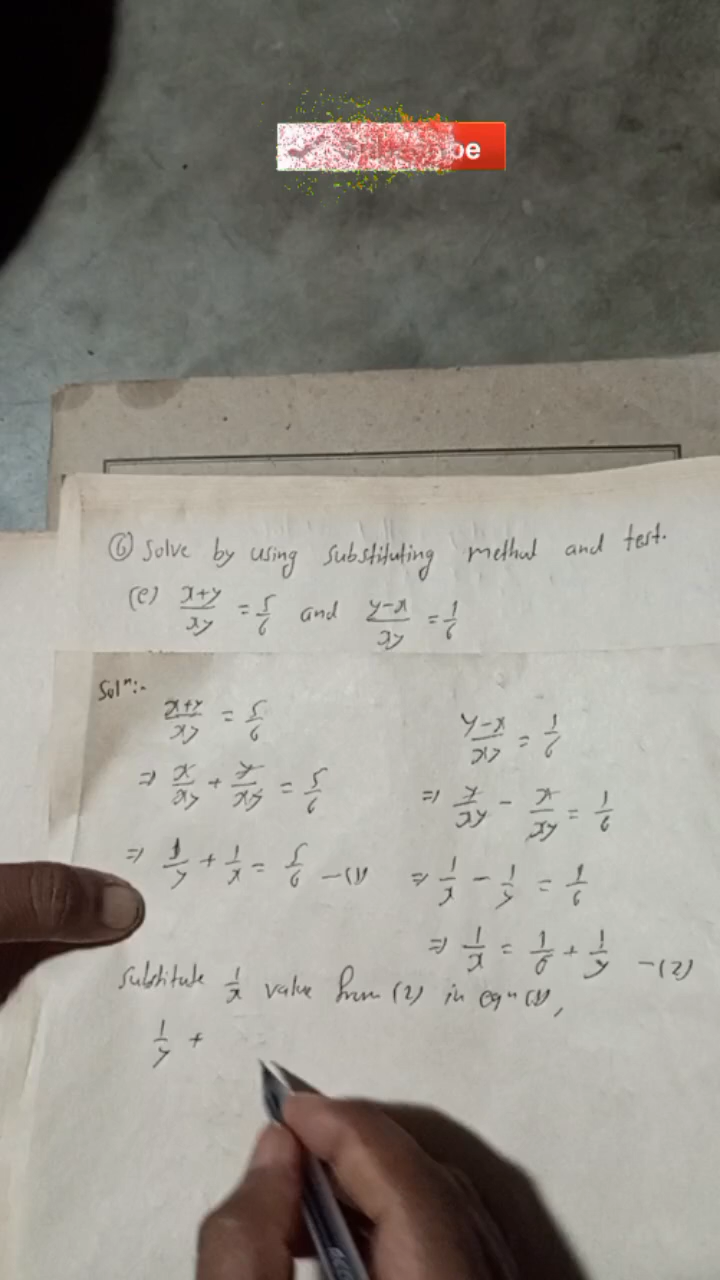 be
⑥ Solve by using substituting method and test.
(e) x+y/xy = 5/6 and y-x/xy = 1/6
Solⁿ:-
x+y/xy = 5/6
⇒ x/xy + y/xy = 5/6
⇒ 1/y + 1/x = 5/6 -(1)
y-x/xy = 1/6
⇒ y/xy - x/xy = 1/6
⇒ 1/x - 1/y = 1/6
⇒ 1/x = 1/6 + 1/y -(2)
substitute 1/x value from (2) in eqn (1),
1/y +